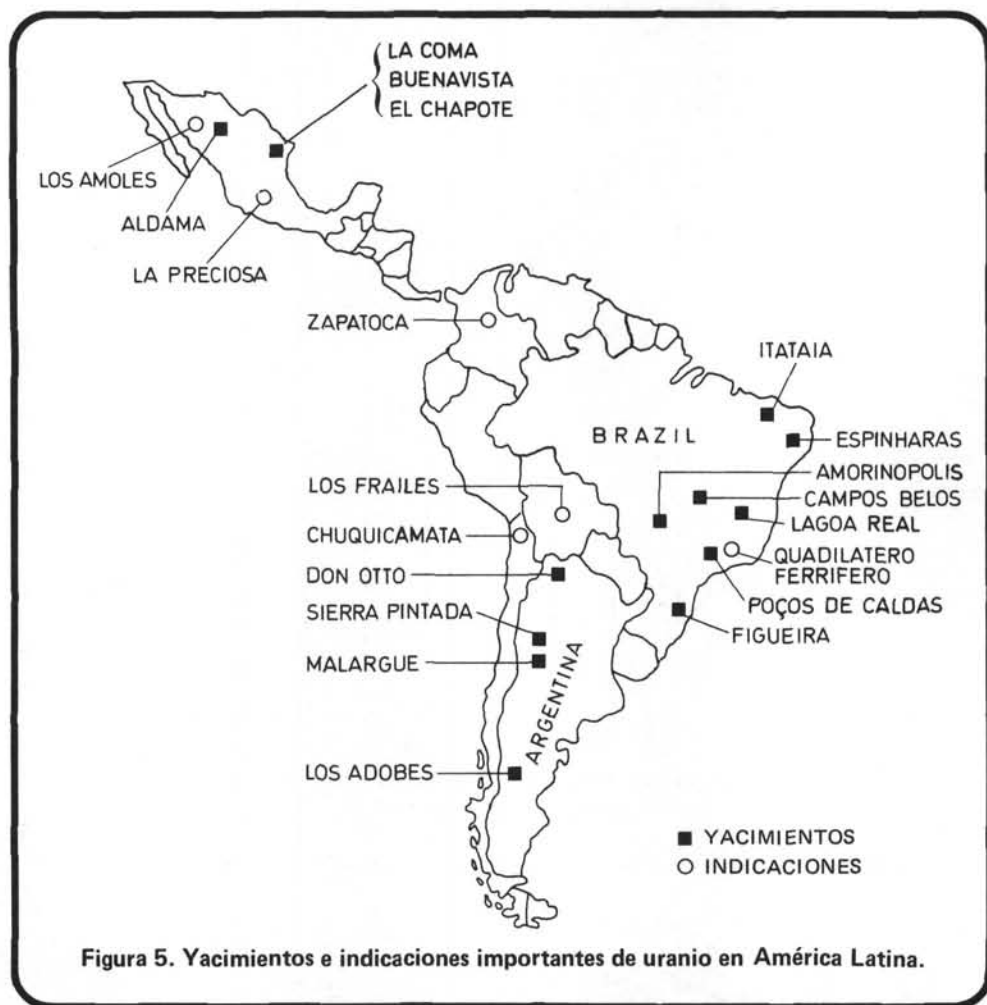 LA COMA
BUENAVISTA
EL CHAPOTE
LOS AMOLES
ALDAMA
LA PRECIOSA
ZAPATOCA
ITATAIA
BRAZIL
ESPINHARAS
AMORINOPOLIS
LOS FRAILES
CAMPOS BELOS
LAGOA REAL
CHUQUICAMATA
QUADILATERO
FERRIFERO
DON OTTO
POÇOS DE CALDAS
SIERRA PINTADA
FIGUEIRA
MALARGUE
ARGENTINA
LOS ADOBES
YACIMIENTOS
INDICACIONES
Figura 5. Yacimientos e indicaciones importantes de uranio en América Latina.